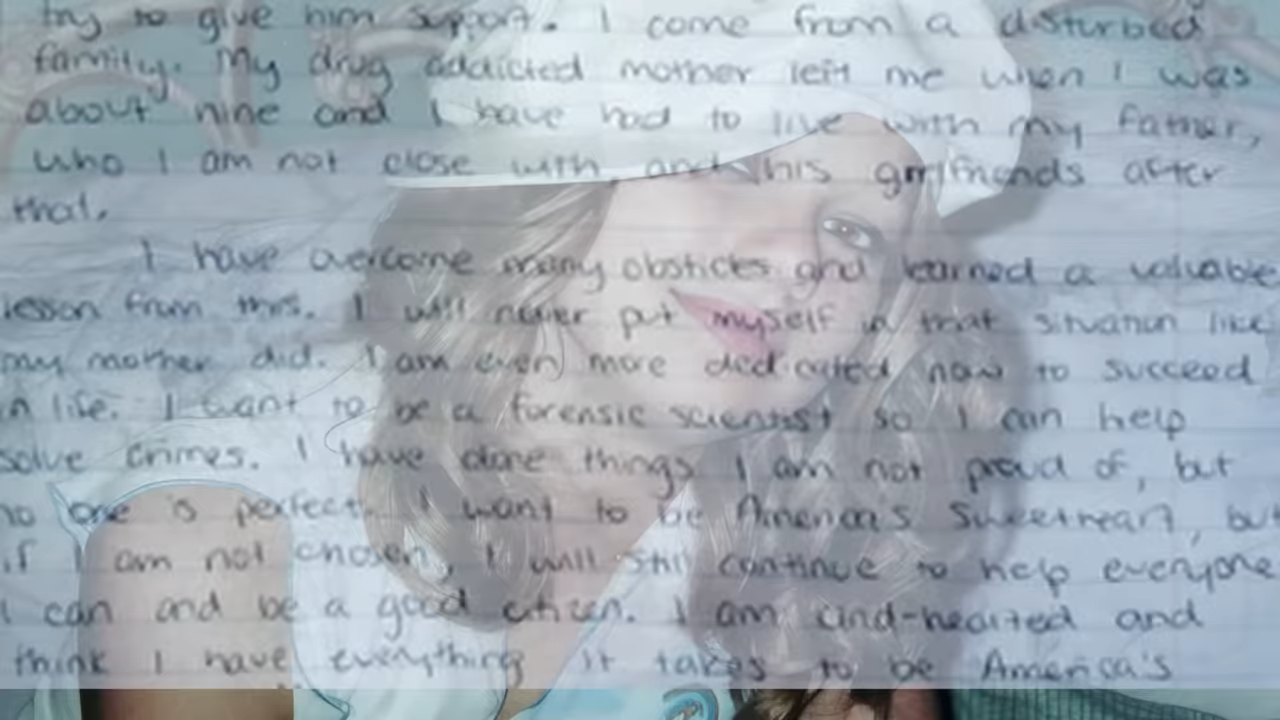 try to give him support. I come from a disturbed
family. My drug addicted mother left me when I was
about nine and I have had to live with my father,
who I am not close with and his girlfriends after
that.
I have overcome many obsticles and learned a valuable
lesson from this. I will never put myself in that situation like
my mother did. I am even more dedicated now to succeed
in life. I want to be a forensic scientist so I can help
solve crimes. I have done things I am not proud of, but
no one is perfect. I want to be America's Sweetheart, but
if I am not chosen, I will still continue to help everyone
I can and be a good citizen. I am kind-hearted and
think I have everything it takes to be America's